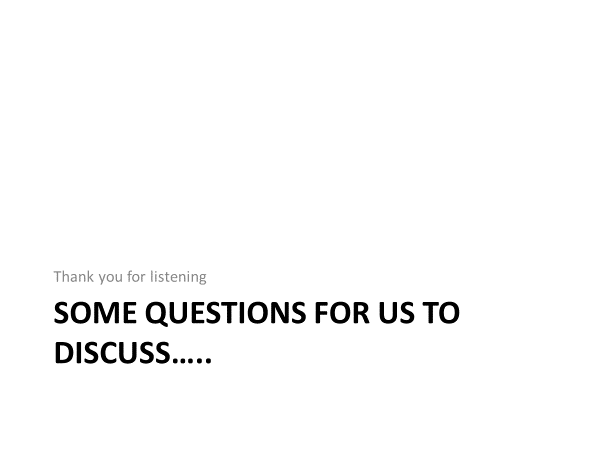 Thank you for listening
SOME QUESTIONS FOR US TO
DISCUSS…..